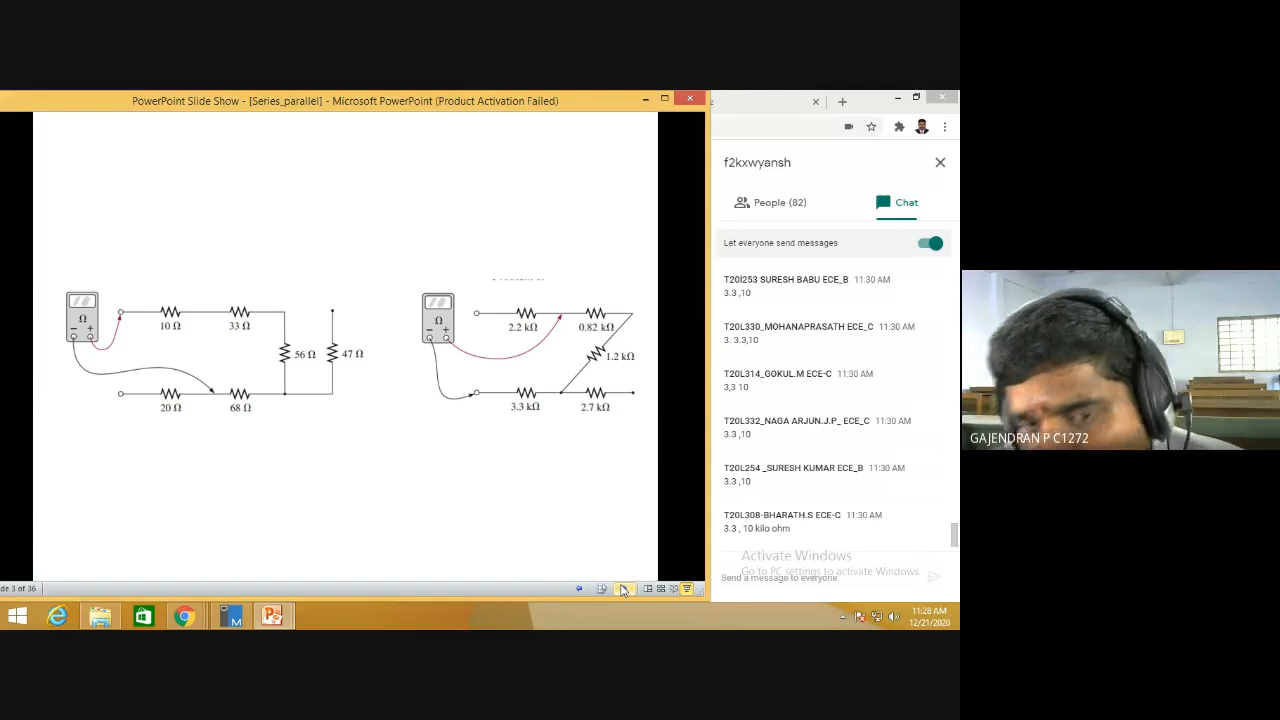 PowerPoint Slide Show - [Series_parallel] - Microsoft PowerPoint (Product Activation Failed)
f2kxwyansh
People (82)
Chat
Let everyone send messages
T20l253 SURESH BABU ECE_B 11:30 AM
3.3 ,10
T20L330_MOHANAPRASATH ECE_C 11:30 AM
3. 3.3,10
T20L314_GOKUL.M ECE-C 11:30 AM
3,3 10
T20L332_NAGA ARJUN.J.P_ ECE_C 11:30 AM
3.3 ,10
T20L254 _SURESH KUMAR ECE_B 11:30 AM
3.3 ,10
T20L308-BHARATH.S ECE-C 11:30 AM
3.3 , 10 kilo ohm
Activate Windows
Go to PC settings to activate Windows.
Send a message to everyone
Ω
− +
10 Ω
33 Ω
56 Ω
47 Ω
20 Ω
68 Ω
Ω
− +
2.2 kΩ
0.82 kΩ
1.2 kΩ
3.3 kΩ
2.7 kΩ
GAJENDRAN P C1272
de 3 of 36
11:28 AM
12/21/2020